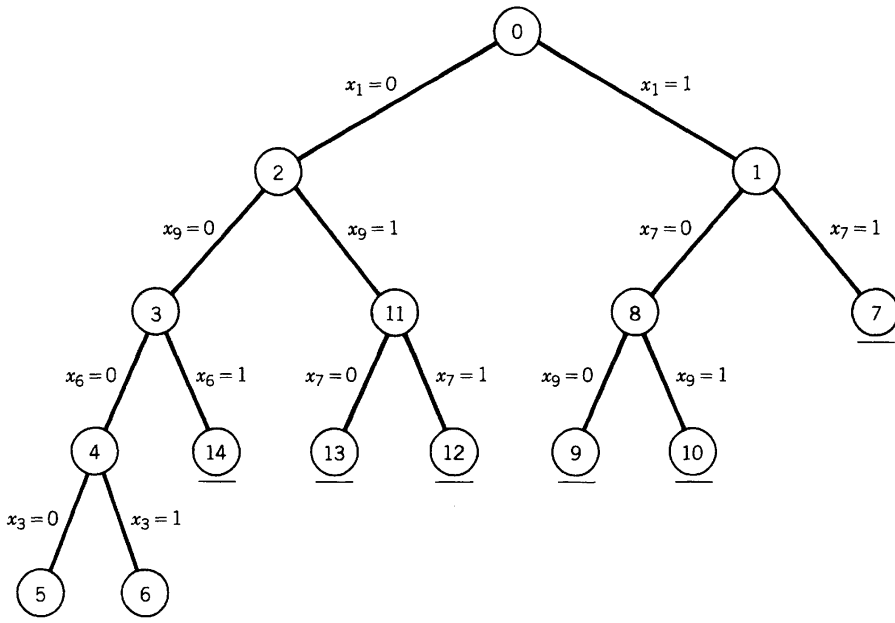 0
x₁ = 0
x₁ = 1
2
1
x₉ = 0
x₉ = 1
x₇ = 0
x₇ = 1
3
11
8
7
x₆ = 0
x₆ = 1
x₇ = 0
x₇ = 1
x₉ = 0
x₉ = 1
4
14
13
12
9
10
x₃ = 0
x₃ = 1
5
6